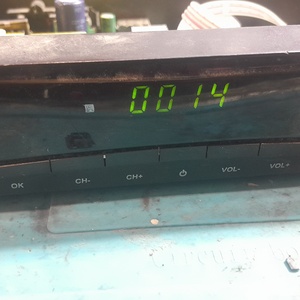 0014
OK CH- CH+ ⏻ VOL- VOL+